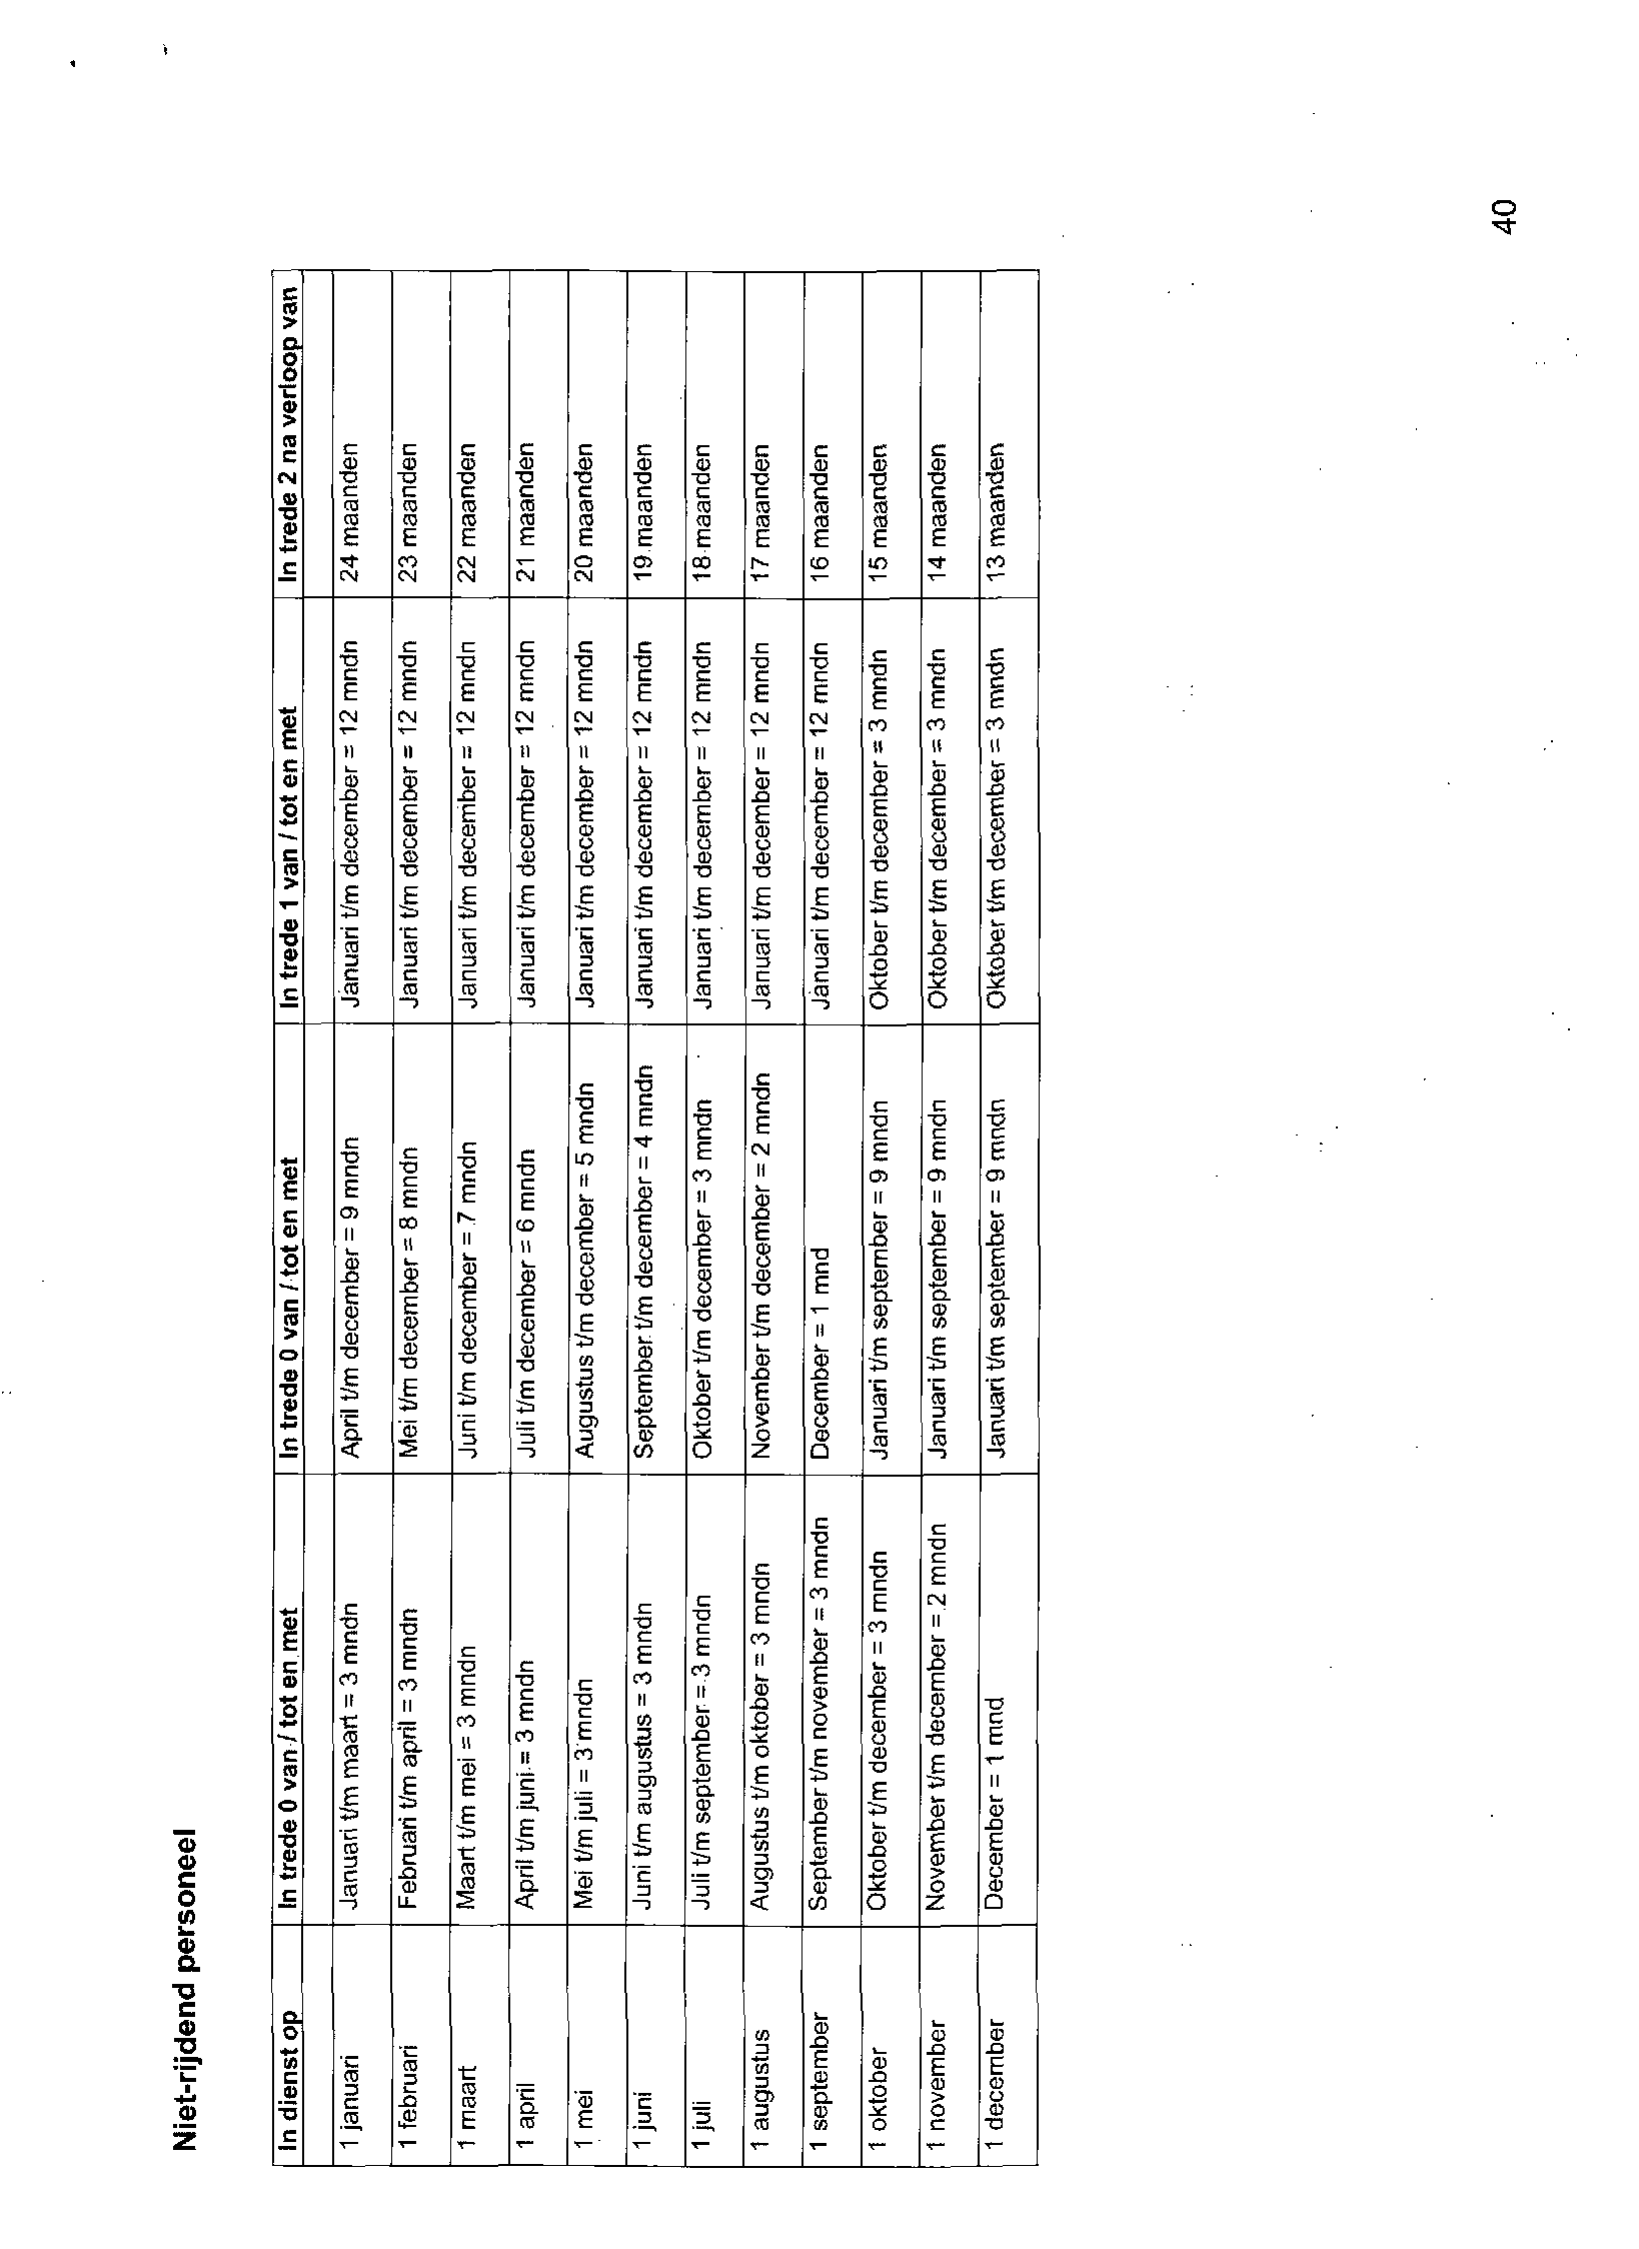 Niet-rijdend personeel
In dienst op In trede 0 van / tot en met In trede 0 van / tot en met In trede 1 van / tot en met In trede 2 na verloop van
1 januari Januari t/m maart = 3 mndn April t/m december = 9 mndn Januari t/m december = 12 mndn 24 maanden
1 februari Februari t/m april = 3 mndn Mei t/m december = 8 mndn Januari t/m december = 12 mndn 23 maanden
1 maart Maart t/m mei = 3 mndn Juni t/m december = 7 mndn Januari t/m december = 12 mndn 22 maanden
1 april April t/m juni = 3 mndn Juli t/m december = 6 mndn Januari t/m december = 12 mndn 21 maanden
1 mei Mei t/m juli = 3 mndn Augustus t/m december = 5 mndn Januari t/m december = 12 mndn 20 maanden
1 juni Juni t/m augustus = 3 mndn September t/m december = 4 mndn Januari t/m december = 12 mndn 19 maanden
1 juli Juli t/m september = 3 mndn Oktober t/m december = 3 mndn Januari t/m december = 12 mndn 18 maanden
1 augustus Augustus t/m oktober = 3 mndn November t/m december = 2 mndn Januari t/m december = 12 mndn 17 maanden
1 september September t/m november = 3 mndn December = 1 mnd Januari t/m december = 12 mndn 16 maanden
1 oktober Oktober t/m december = 3 mndn Januari t/m september = 9 mndn Oktober t/m december = 3 mndn 15 maanden
1 november November t/m december = 2 mndn Januari t/m september = 9 mndn Oktober t/m december = 3 mndn 14 maanden
1 december December = 1 mnd Januari t/m september = 9 mndn Oktober t/m december = 3 mndn 13 maanden
40